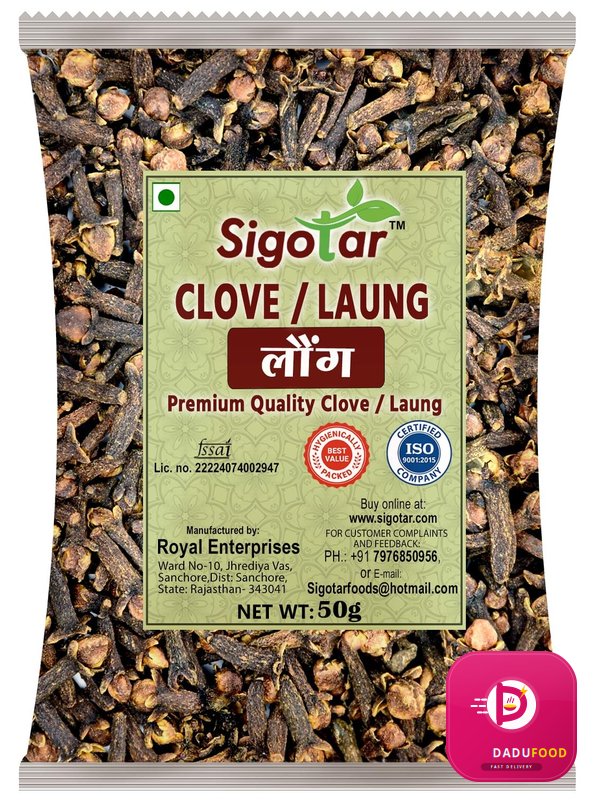 Sigotar™
CLOVE / LAUNG
लौंग
Premium Quality Clove / Laung
fssai
Lic. no. 22224074002947
HYGIENICALLY
BEST
VALUE
PACKED
CERTIFIED
ISO
9001:2015
COMPANY
Buy online at:
www.sigotar.com
FOR CUSTOMER COMPLAINTS
AND FEEDBACK:
PH.: +91 7976850956,
or E-mail:
Sigotarfoods@hotmail.com
Manufactured by:
Royal Enterprises
Ward No-10, Jhrediya Vas,
Sanchore,Dist: Sanchore,
State: Rajasthan- 343041
NET WT: 50g
DADUFOOD
FAST DELIVERY